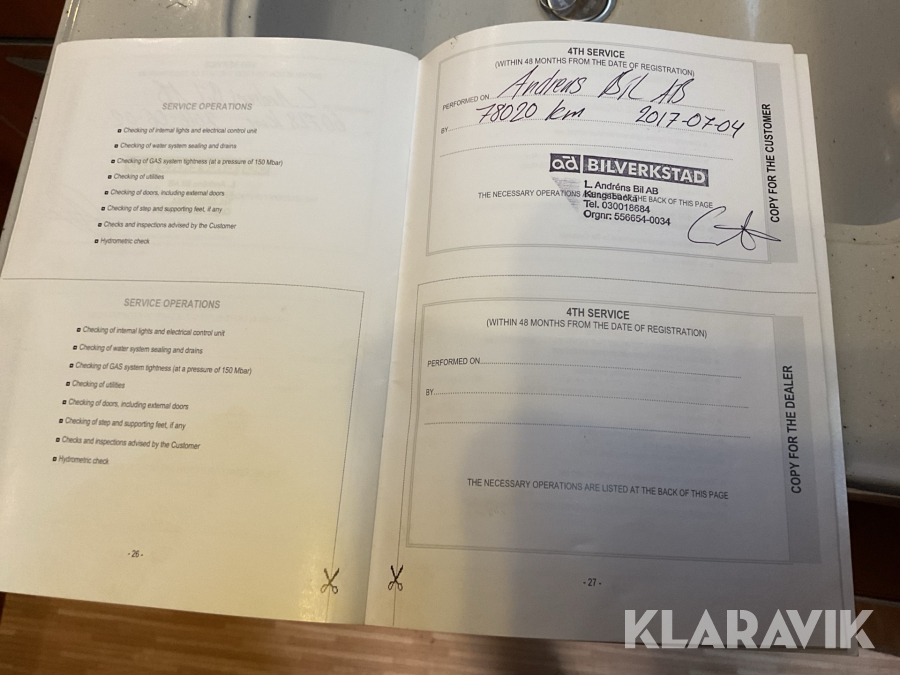 SERVICE OPERATIONS
Checking of internal lights and electrical control unit
Checking of water system sealing and drains
Checking of GAS system tightness (at a pressure of 150 Mbar)
Checking of utilities
Checking of doors, including external doors
Checking of step and supporting feet, if any
Checks and inspections advised by the Customer
Hydrometric check
SERVICE OPERATIONS
Checking of internal lights and electrical control unit
Checking of water system sealing and drains
Checking of GAS system tightness (at a pressure of 150 Mbar)
Checking of utilities
Checking of doors, including external doors
Checking of step and supporting feet, if any
Checks and inspections advised by the Customer
Hydrometric check
- 26 -
4TH SERVICE
(WITHIN 48 MONTHS FROM THE DATE OF REGISTRATION)
PERFORMED ON Andréns Bil AB
BY 78020 km 2017-07-04
ad BILVERKSTAD
L. Andréns Bil AB
Kungsbacka
THE NECESSARY OPERATIONS ARE LISTED AT THE BACK OF THIS PAGE
Tel. 030018684
Orgnr: 556654-0034
COPY FOR THE CUSTOMER
4TH SERVICE
(WITHIN 48 MONTHS FROM THE DATE OF REGISTRATION)
PERFORMED ON
BY
THE NECESSARY OPERATIONS ARE LISTED AT THE BACK OF THIS PAGE
COPY FOR THE DEALER
- 27 -
KLARAVIK